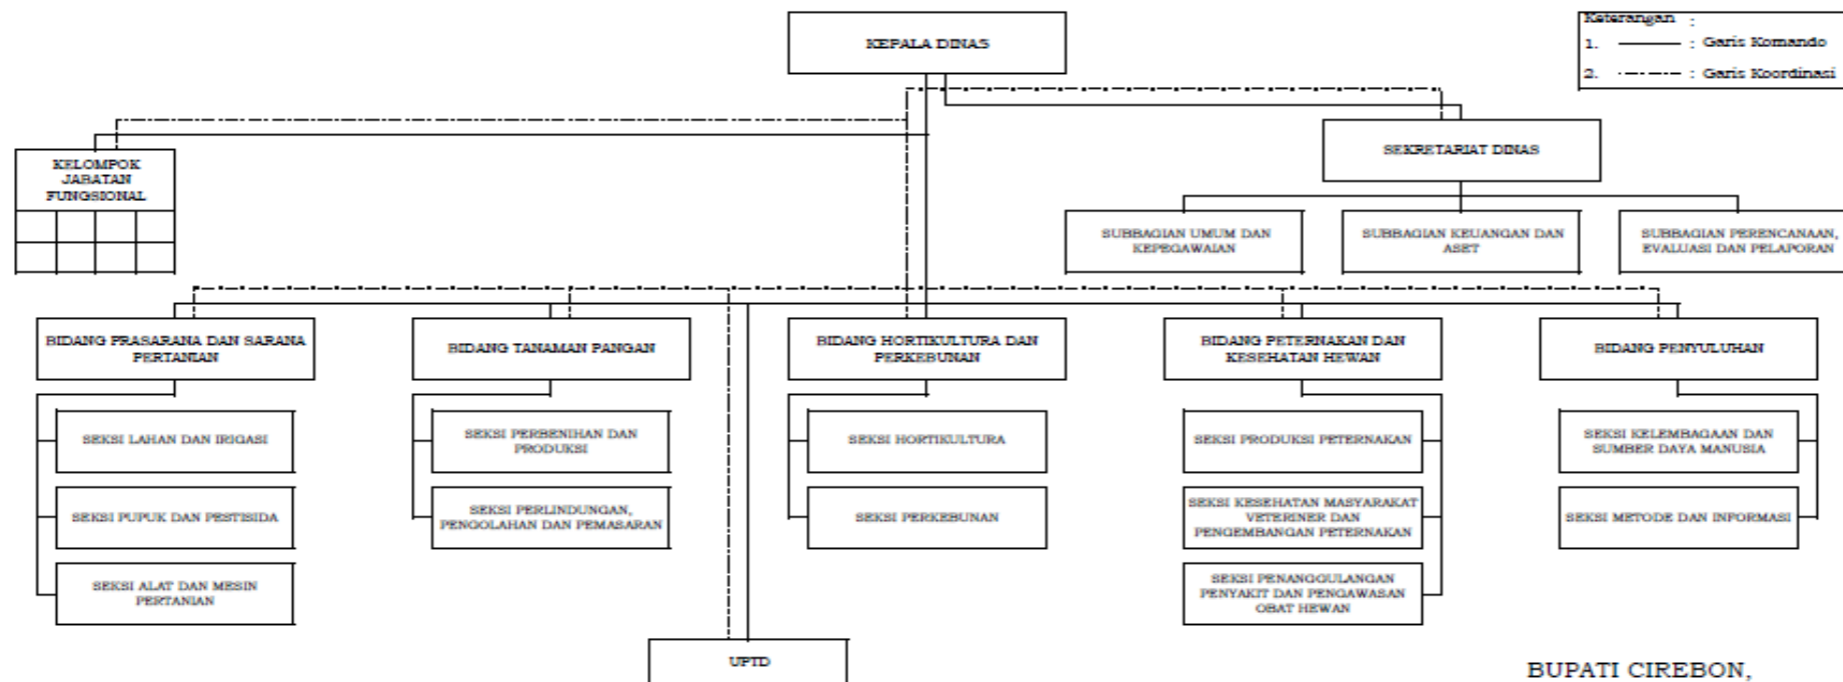 KEPALA DINAS
Keterangan :
1. : Garis Komando
2. : Garis Koordinasi
KELOMPOK
JABATAN
FUNGSIONAL
SEKRETARIAT DINAS
SUBBAGIAN UMUM DAN
KEPEGAWAIAN
SUBBAGIAN KEUANGAN DAN
ASET
SUBBAGIAN PERENCANAAN,
EVALUASI DAN PELAPORAN
BIDANG PRASARANA DAN SARANA
PERTANIAN
BIDANG TANAMAN PANGAN
BIDANG HORTIKULTURA DAN
PERKEBUNAN
BIDANG PETERNAKAN DAN
KESEHATAN HEWAN
BIDANG PENYULUHAN
SEKSI LAHAN DAN IRIGASI
SEKSI PUPUK DAN PESTISIDA
SEKSI ALAT DAN MESIN
PERTANIAN
SEKSI PERBENIHAN DAN
PRODUKSI
SEKSI PERLINDUNGAN,
PENGOLAHAN DAN PEMASARAN
SEKSI HORTIKULTURA
SEKSI PERKEBUNAN
SEKSI PRODUKSI PETERNAKAN
SEKSI KESEHATAN MASYARAKAT
VETERINER DAN
PENGEMBANGAN PETERNAKAN
SEKSI PENANGGULANGAN
PENYAKIT DAN PENGAWASAN
OBAT HEWAN
SEKSI KELEMBAGAAN DAN
SUMBER DAYA MANUSIA
SEKSI METODE DAN INFORMASI
UPTD
BUPATI CIREBON,